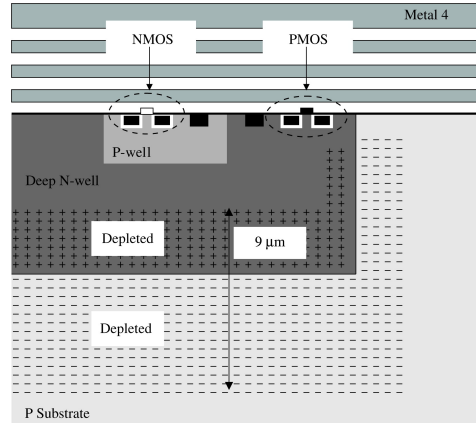 Metal 4
NMOS
PMOS
P-well
Deep N-well
Depleted
9 µm
Depleted
P Substrate